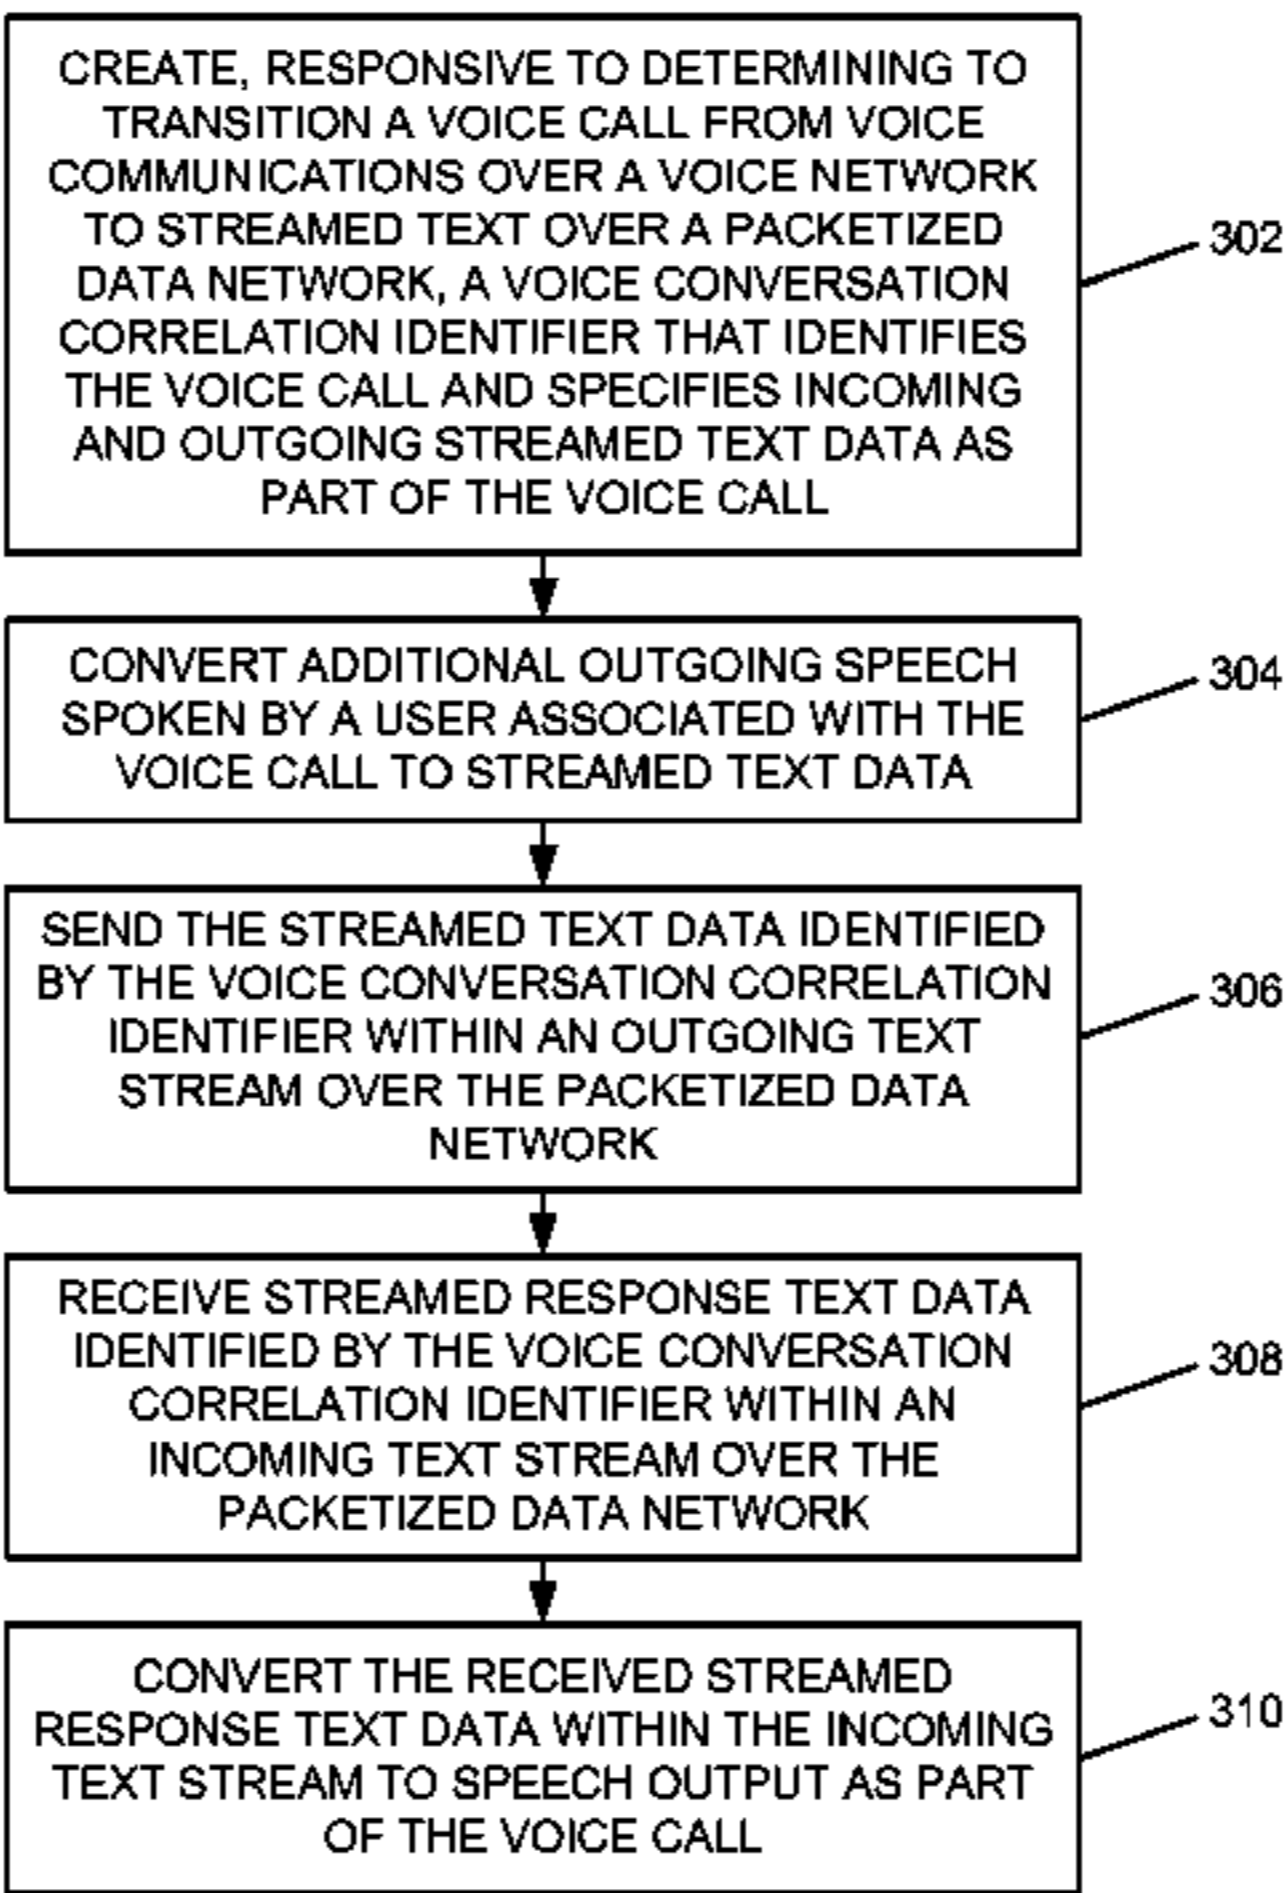 CREATE, RESPONSIVE TO DETERMINING TO
TRANSITION A VOICE CALL FROM VOICE
COMMUNICATIONS OVER A VOICE NETWORK
TO STREAMED TEXT OVER A PACKETIZED
DATA NETWORK, A VOICE CONVERSATION
CORRELATION IDENTIFIER THAT IDENTIFIES
THE VOICE CALL AND SPECIFIES INCOMING
AND OUTGOING STREAMED TEXT DATA AS
PART OF THE VOICE CALL
302
CONVERT ADDITIONAL OUTGOING SPEECH
SPOKEN BY A USER ASSOCIATED WITH THE
VOICE CALL TO STREAMED TEXT DATA
304
SEND THE STREAMED TEXT DATA IDENTIFIED
BY THE VOICE CONVERSATION CORRELATION
IDENTIFIER WITHIN AN OUTGOING TEXT
STREAM OVER THE PACKETIZED DATA
NETWORK
306
RECEIVE STREAMED RESPONSE TEXT DATA
IDENTIFIED BY THE VOICE CONVERSATION
CORRELATION IDENTIFIER WITHIN AN
INCOMING TEXT STREAM OVER THE
PACKETIZED DATA NETWORK
308
CONVERT THE RECEIVED STREAMED
RESPONSE TEXT DATA WITHIN THE INCOMING
TEXT STREAM TO SPEECH OUTPUT AS PART
OF THE VOICE CALL
310